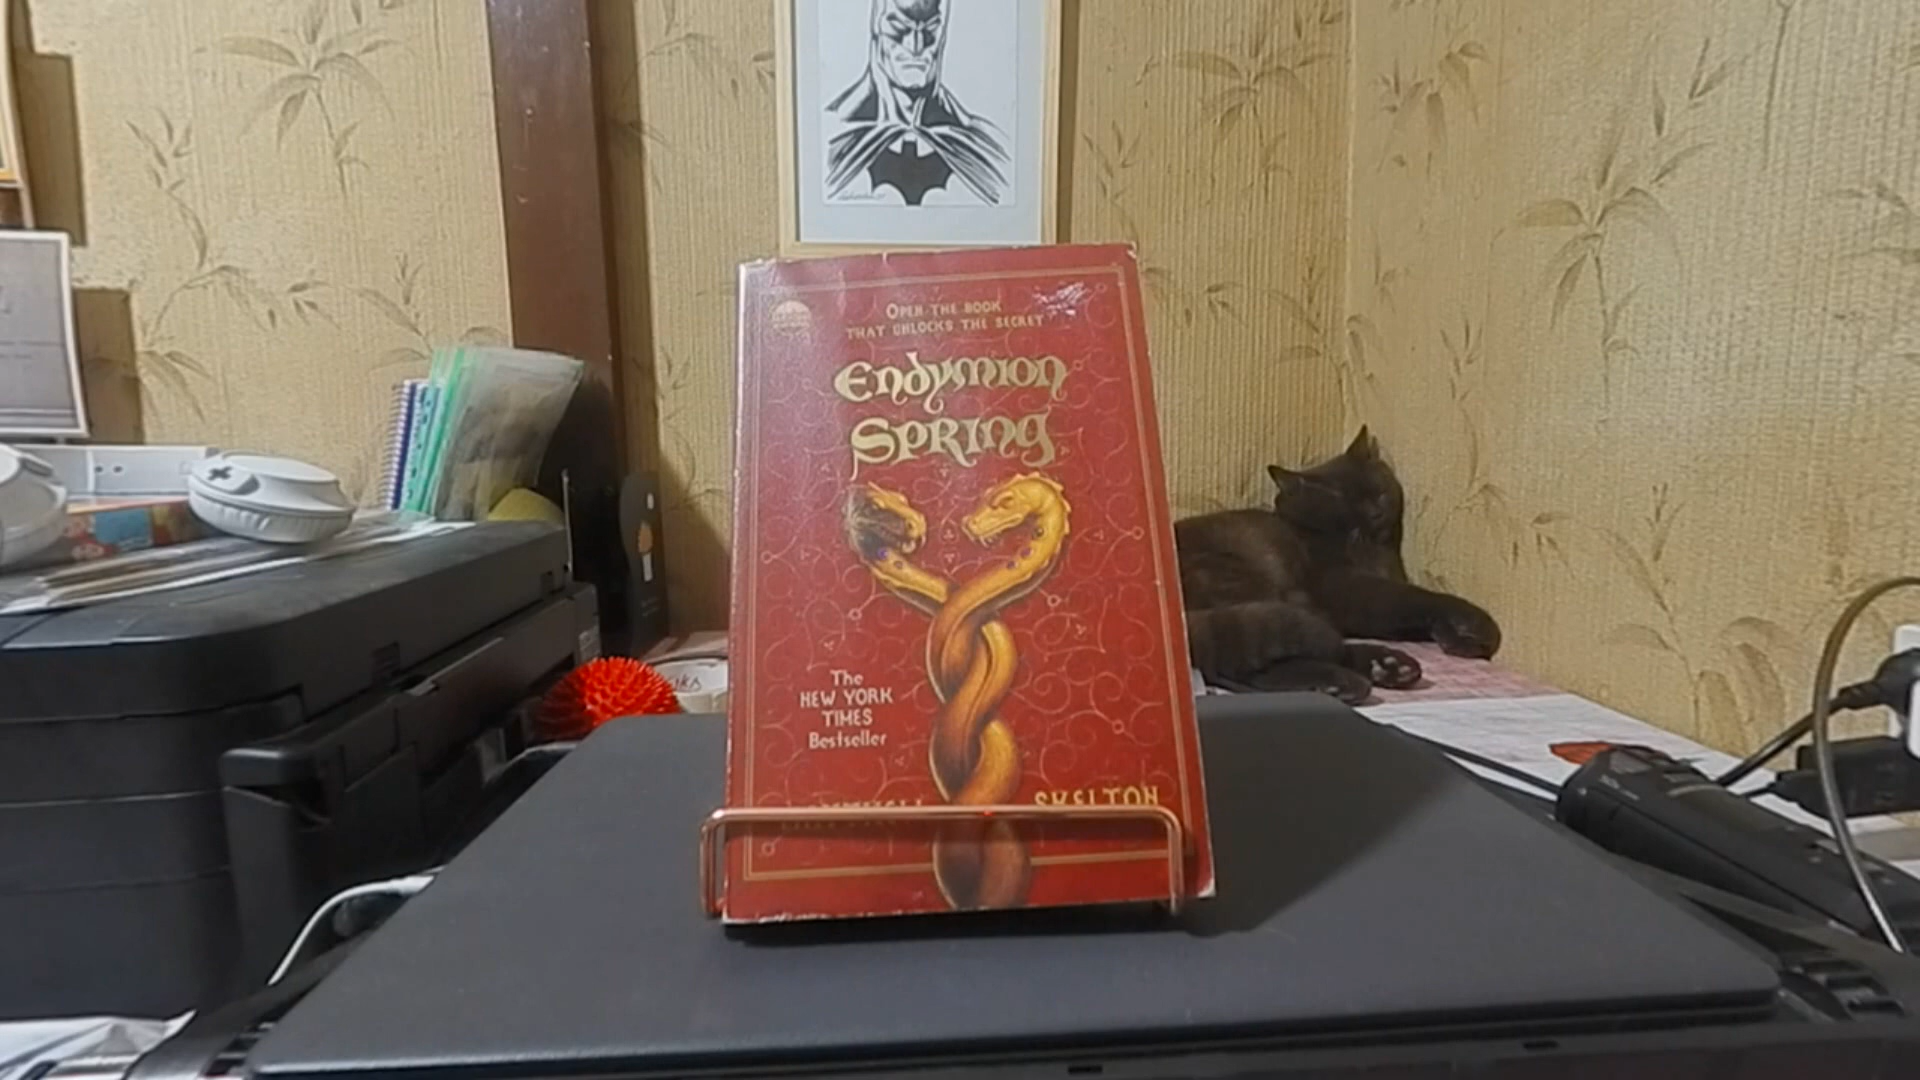 OPEN THE BOOK
THAT UNLOCKS THE SECRET
Endymion
Spring
The
NEW YORK
TIMES
Bestseller
SKELTON